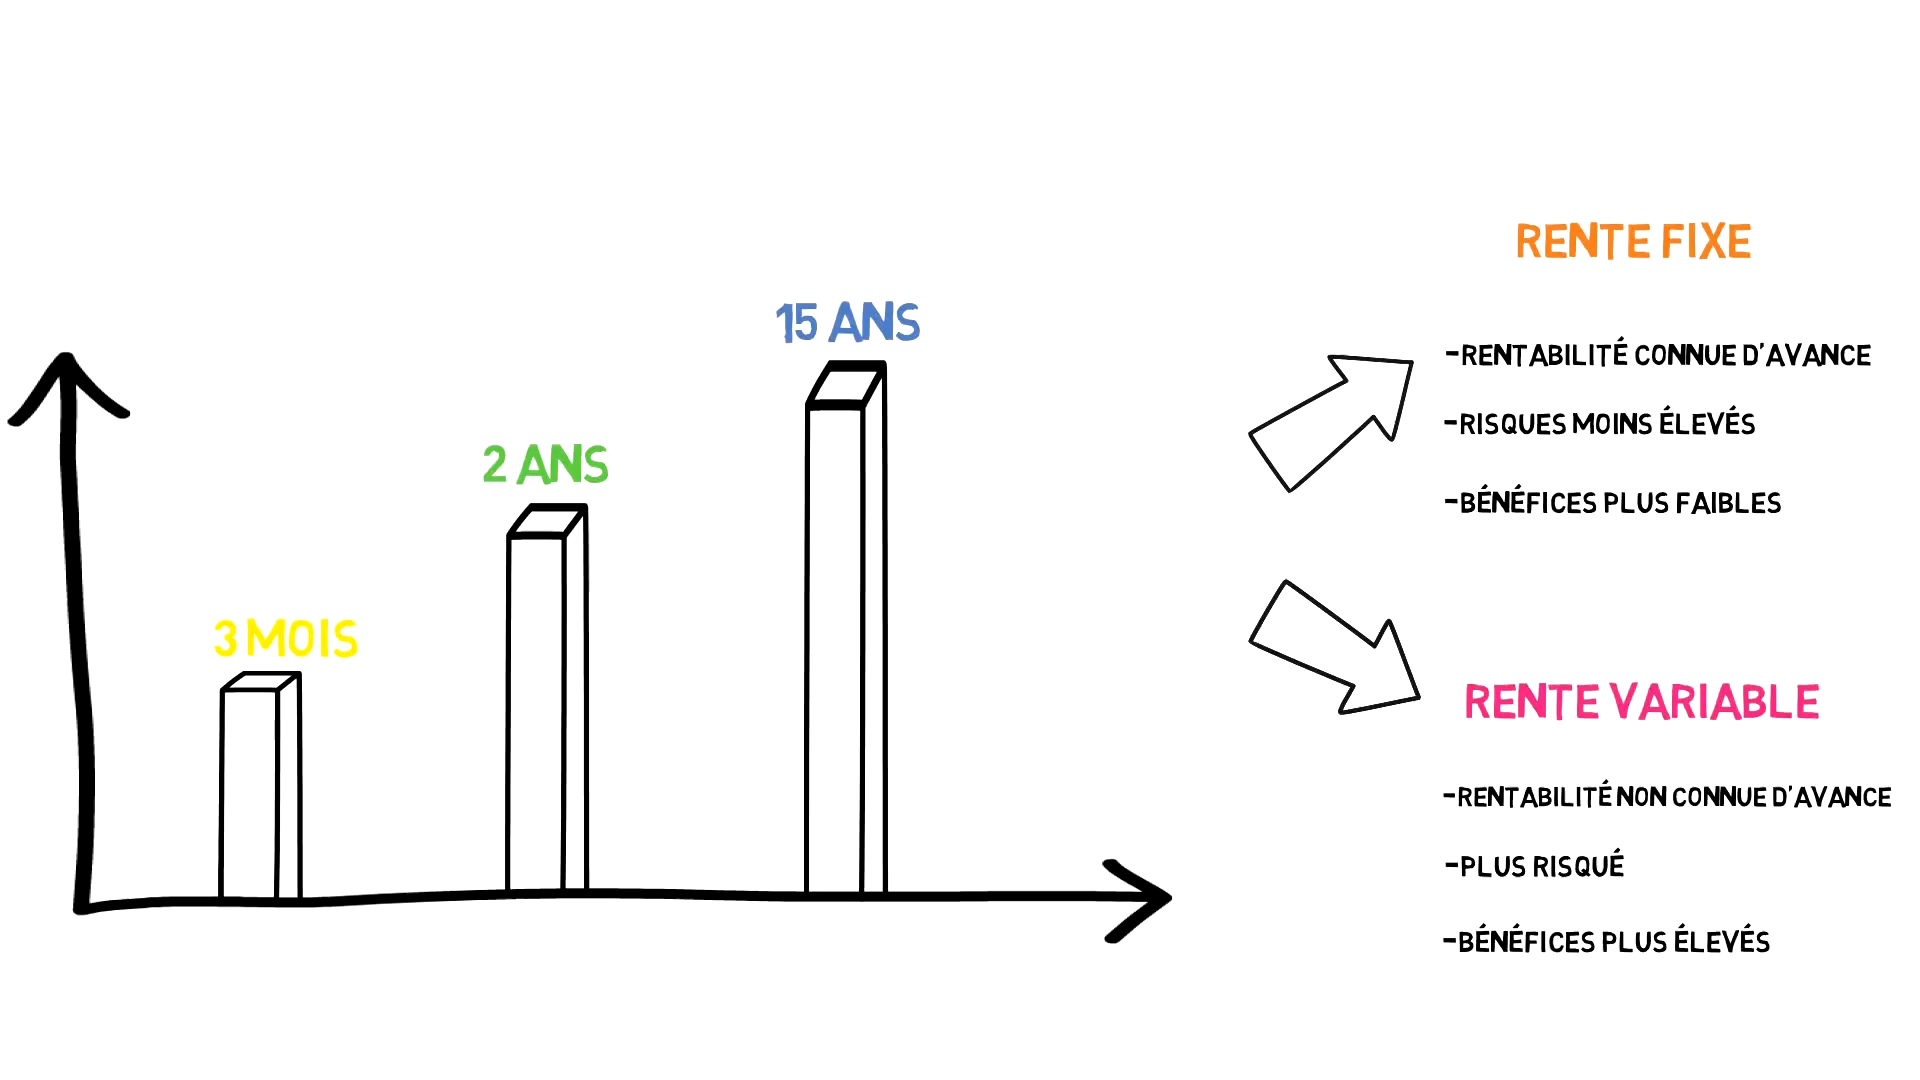 3 MOIS
2 ANS
15 ANS
RENTE FIXE
-RENTABILITÉ CONNUE D'AVANCE
-RISQUES MOINS ÉLEVÉS
-BÉNÉFICES PLUS FAIBLES
RENTE VARIABLE
-RENTABILITÉ NON CONNUE D'AVANCE
-PLUS RISQUÉ
-BÉNÉFICES PLUS ÉLEVÉS